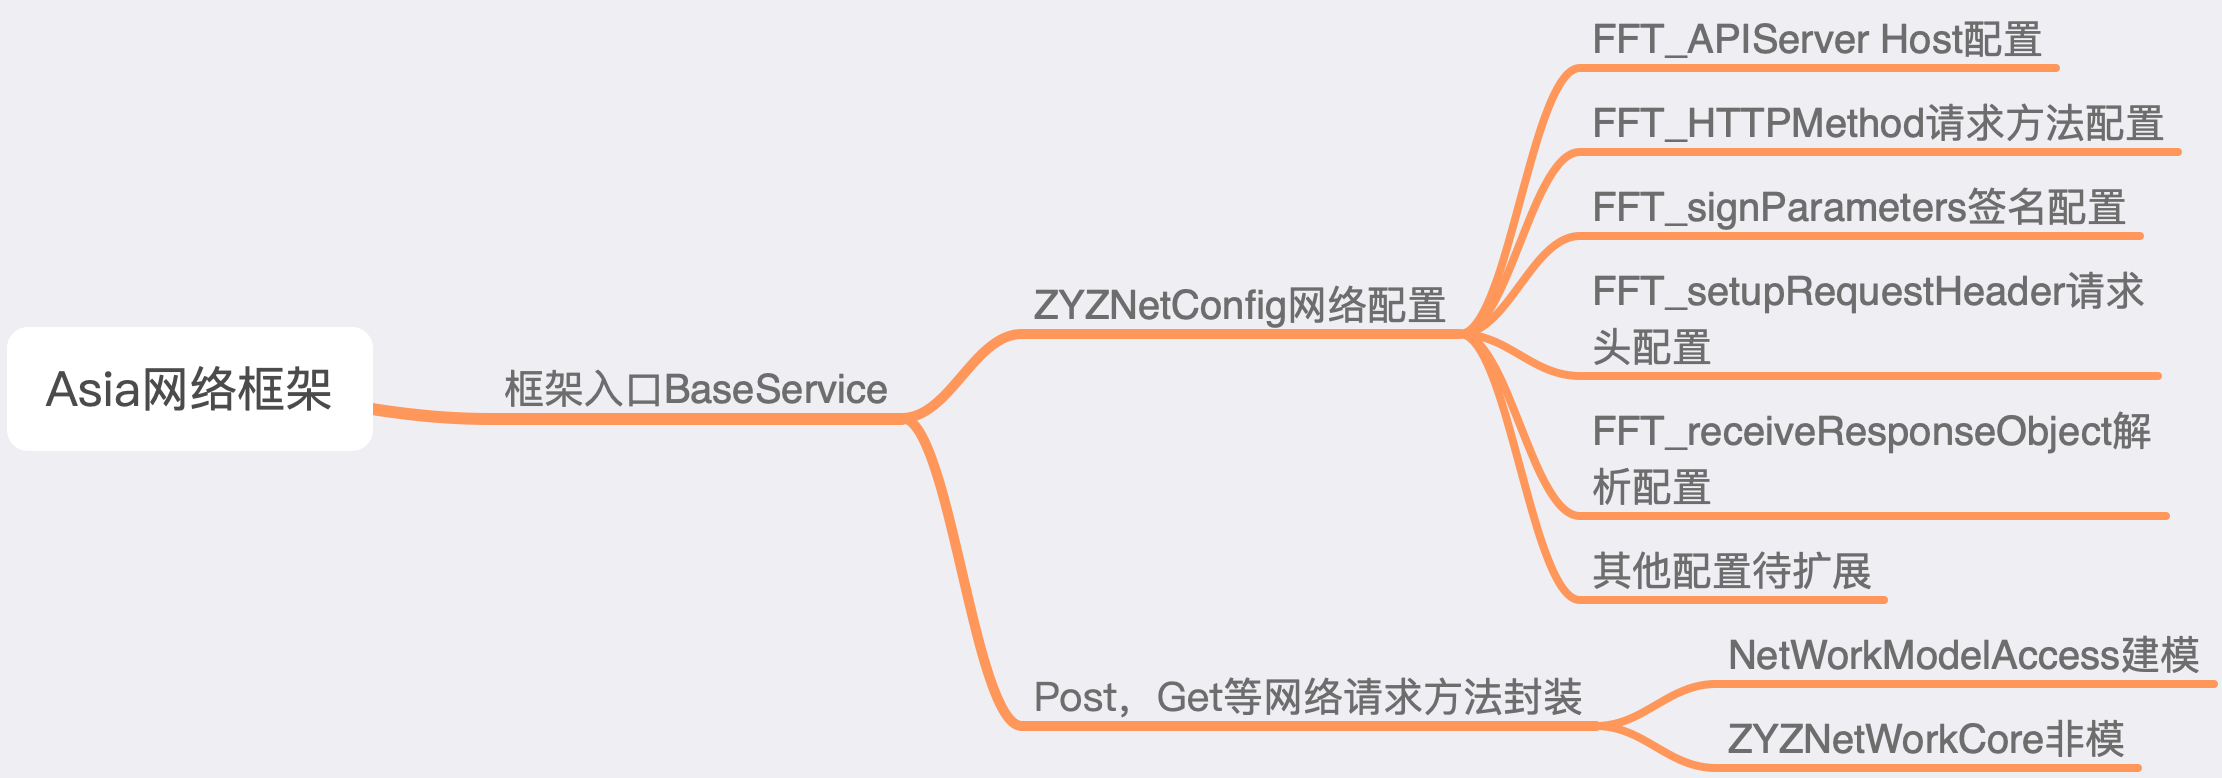 Asia网络框架
框架入口BaseService
ZYZNetConfig网络配置
FFT_APIServer Host配置
FFT_HTTPMethod请求方法配置
FFT_signParameters签名配置
FFT_setupRequestHeader请求
头配置
FFT_receiveResponseObject解
析配置
其他配置待扩展
Post，Get等网络请求方法封装
NetWorkModelAccess建模
ZYZNetWorkCore非模